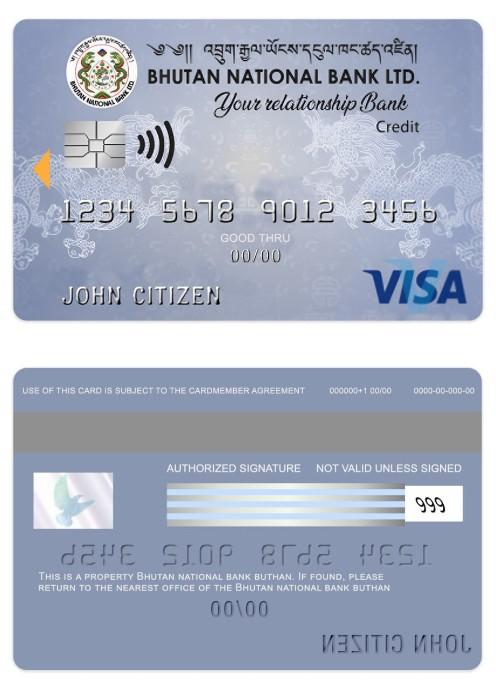 ༄༅།། འབྲུག་རྒྱལ་ཡོངས་དངུལ་ཁང་ཚད་འཛིན།
BHUTAN NATIONAL BANK LTD.
BHUTAN NATIONAL BANK LTD.
Your relationship Bank
Credit
1234 5678 9012 3456
GOOD THRU
00/00
JOHN CITIZEN
VISA
USE OF THIS CARD IS SUBJECT TO THE CARDMEMBER AGREEMENT 000000+1 00/00 0000-00-000-00
AUTHORIZED SIGNATURE NOT VALID UNLESS SIGNED
999
1234 5678 9012 3456
THIS IS A PROPERTY BHUTAN NATIONAL BANK BUTHAN. IF FOUND, PLEASE
RETURN TO THE NEAREST OFFICE OF THE BHUTAN NATIONAL BANK BUTHAN
00/00
JOHN CITIZEN